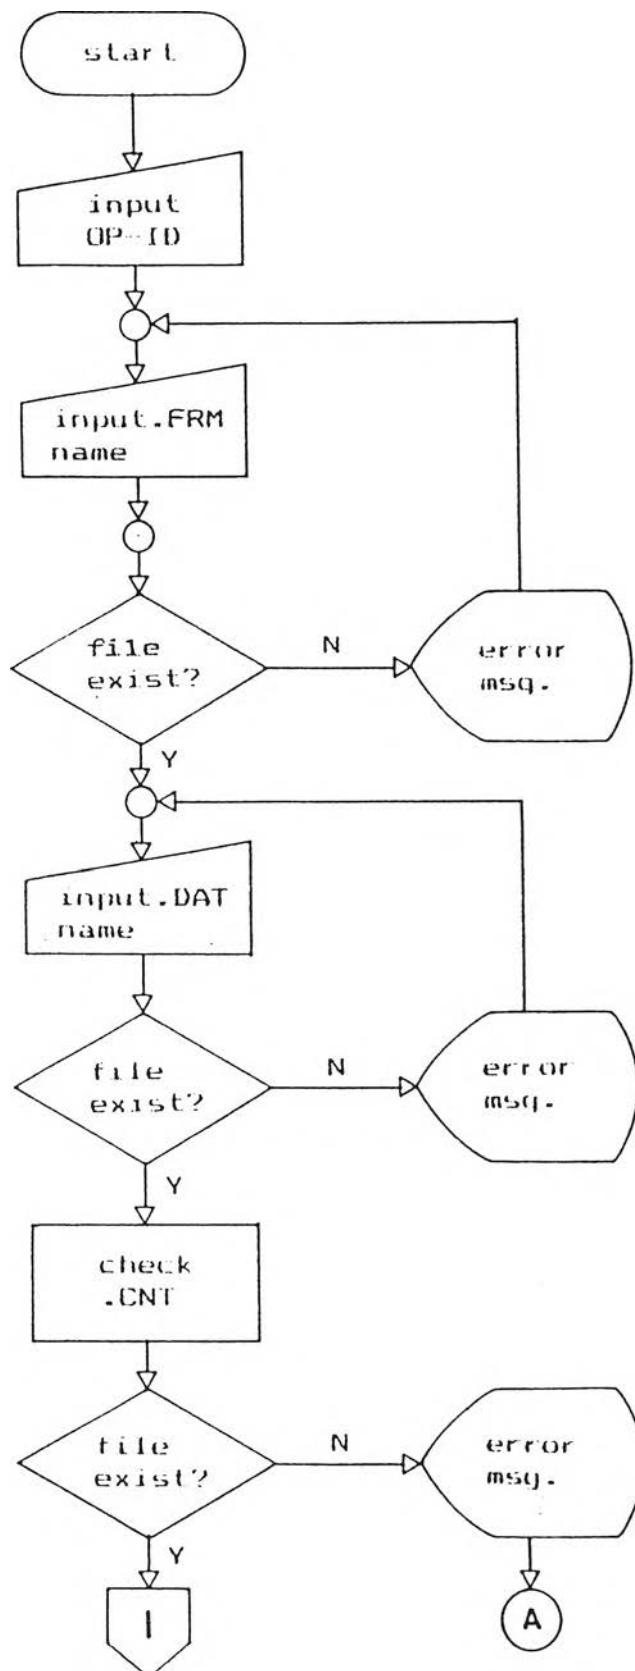 start
input
OP-ID
input.FRM
name
file
exist?
N
error
msg.
Y
input.DAT
name
file
exist?
N
error
msg.
Y
check
.CNT
file
exist?
N
error
msg.
Y
1
A